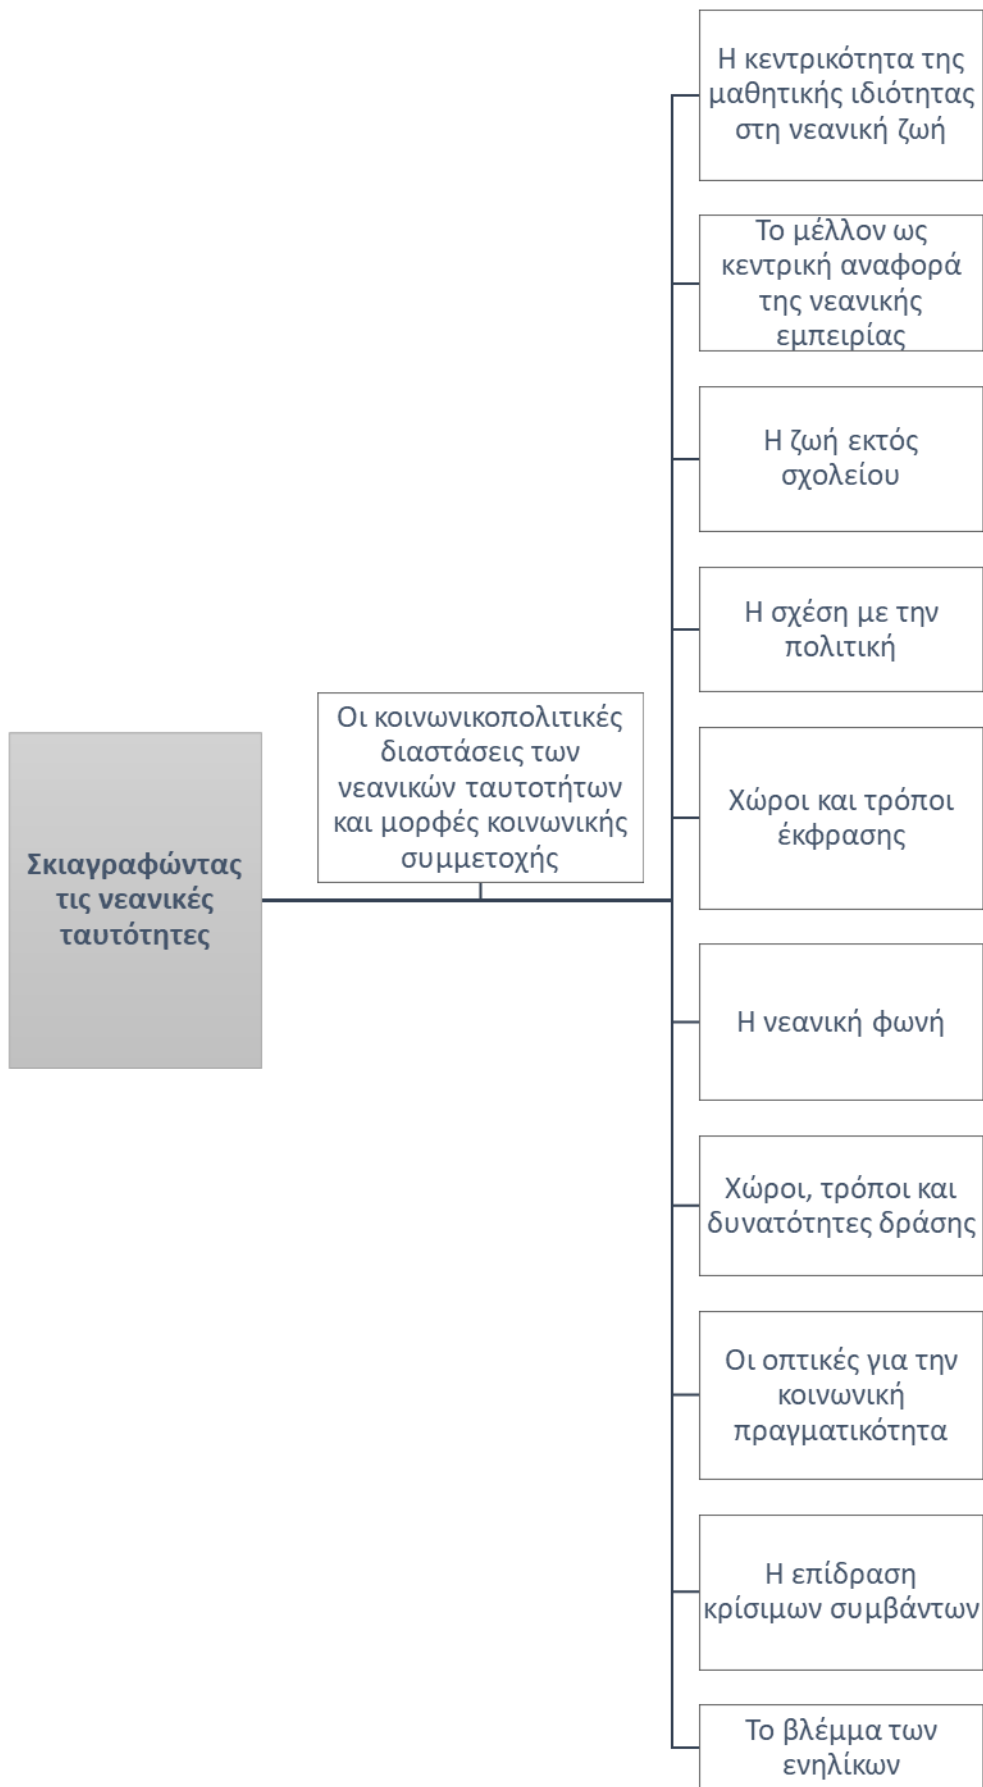 Σκιαγραφώντας
τις νεανικές
ταυτότητες
Οι κοινωνικοπολιτικές
διαστάσεις των
νεανικών ταυτοτήτων
και μορφές κοινωνικής
συμμετοχής
Η κεντρικότητα της
μαθητικής ιδιότητας
στη νεανική ζωή
Το μέλλον ως
κεντρική αναφορά
της νεανικής
εμπειρίας
Η ζωή εκτός
σχολείου
Η σχέση με την
πολιτική
Χώροι και τρόποι
έκφρασης
Η νεανική φωνή
Χώροι, τρόποι και
δυνατότητες δράσης
Οι οπτικές για την
κοινωνική
πραγματικότητα
Η επίδραση
κρίσιμων συμβάντων
Το βλέμμα των
ενηλίκων